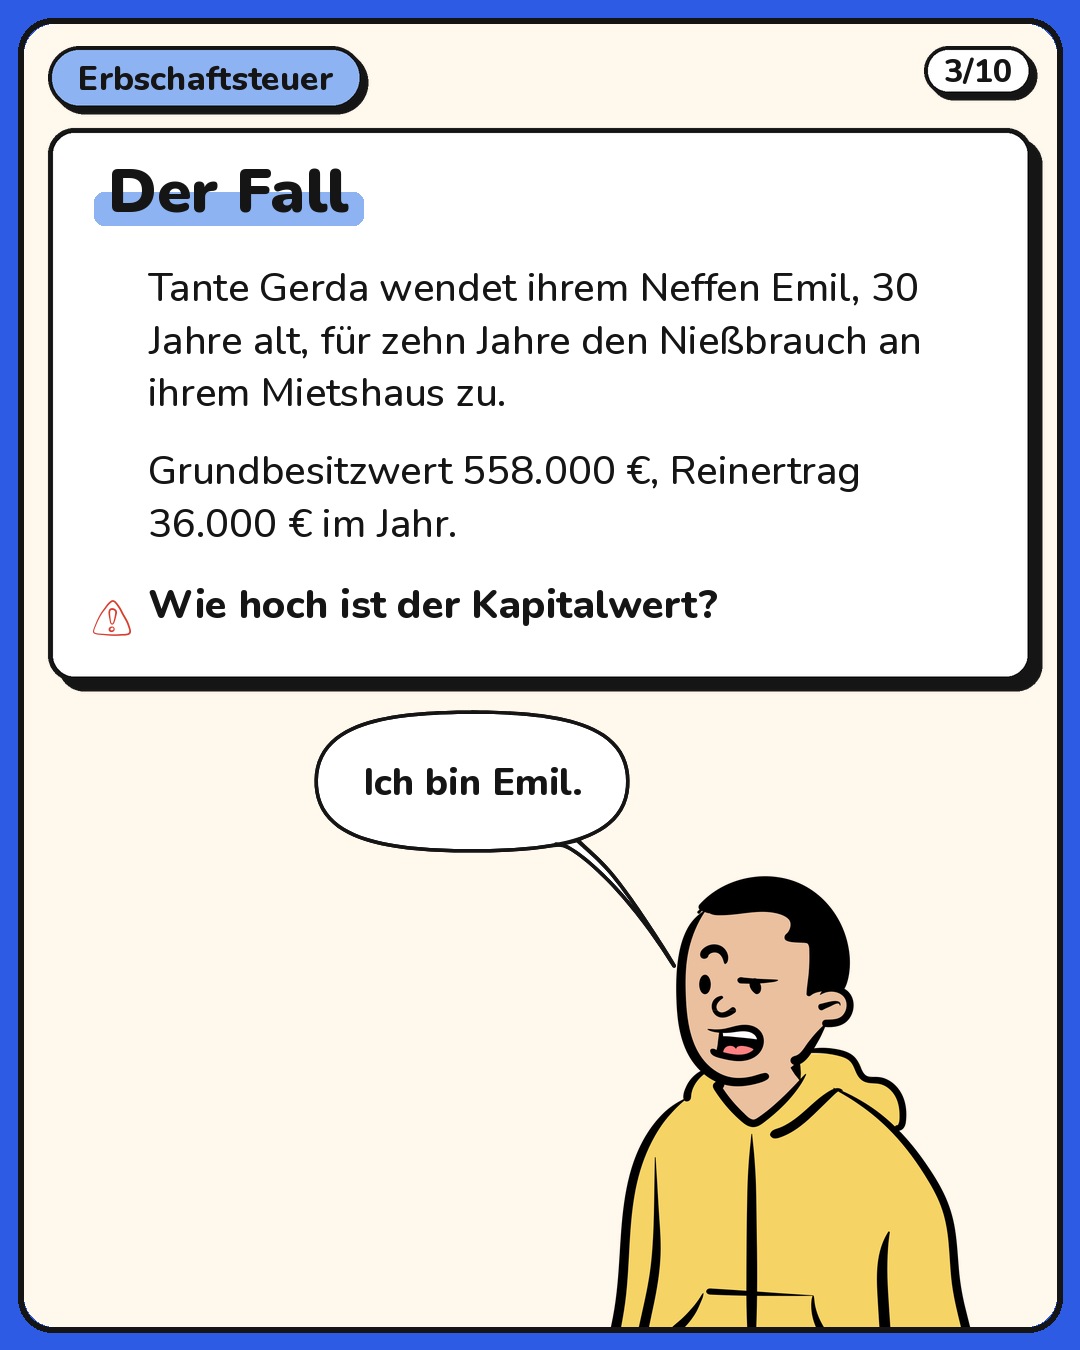 Erbschaftsteuer
3/10
Der Fall
Tante Gerda wendet ihrem Neffen Emil, 30
Jahre alt, für zehn Jahre den Nießbrauch an
ihrem Mietshaus zu.
Grundbesitzwert 558.000 €, Reinertrag
36.000 € im Jahr.
Wie hoch ist der Kapitalwert?
Ich bin Emil.